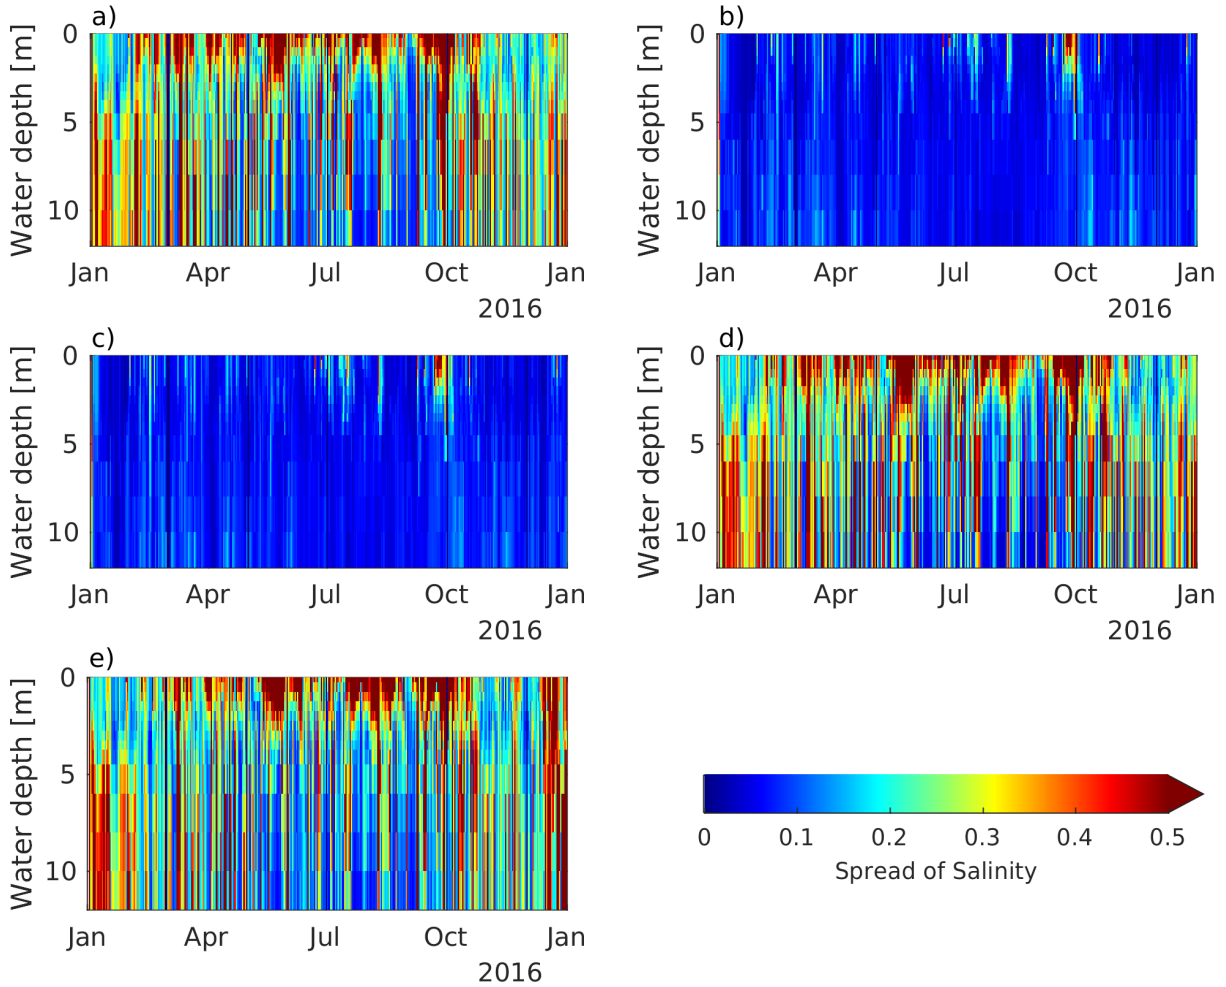 a)
Water depth [m]
0
5
10
Jan Apr Jul Oct Jan
2016
b)
Water depth [m]
0
5
10
Jan Apr Jul Oct Jan
2016
c)
Water depth [m]
0
5
10
Jan Apr Jul Oct Jan
2016
d)
Water depth [m]
0
5
10
Jan Apr Jul Oct Jan
2016
e)
Water depth [m]
0
5
10
Jan Apr Jul Oct Jan
2016
0 0.1 0.2 0.3 0.4 0.5
Spread of Salinity